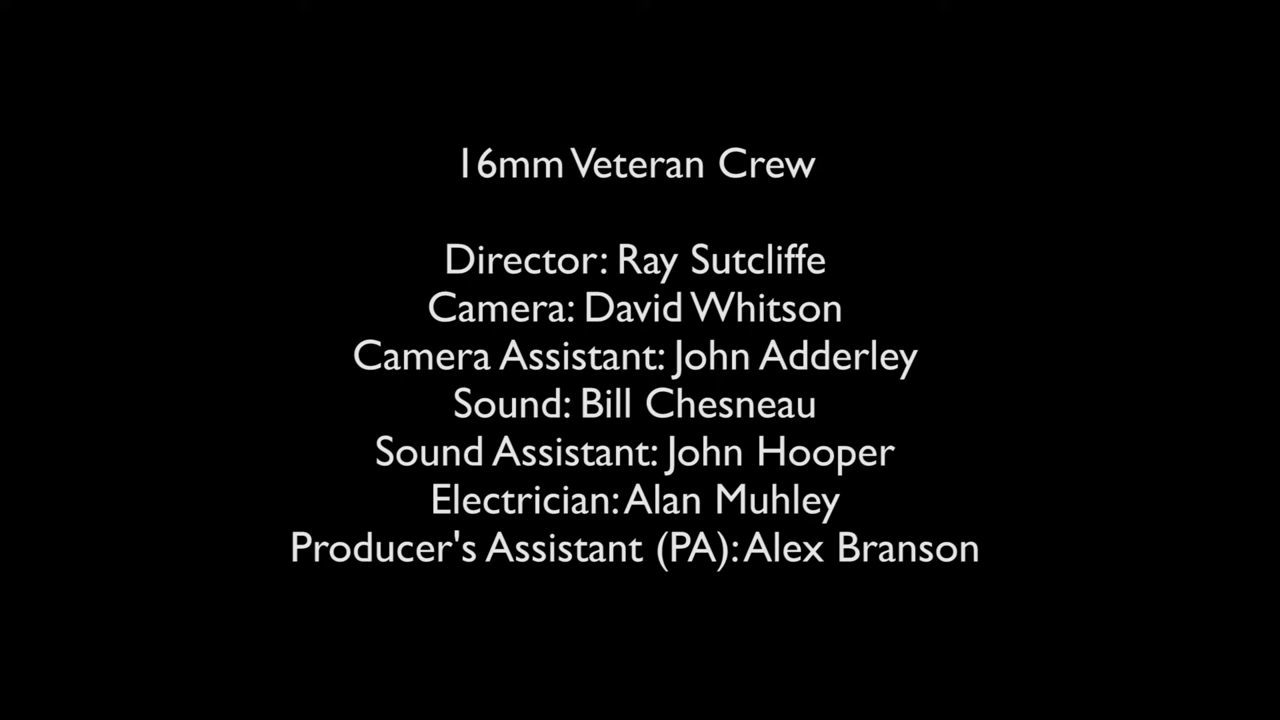 16mm Veteran Crew
Director: Ray Sutcliffe
Camera: David Whitson
Camera Assistant: John Adderley
Sound: Bill Chesneau
Sound Assistant: John Hooper
Electrician: Alan Muhley
Producer's Assistant (PA): Alex Branson